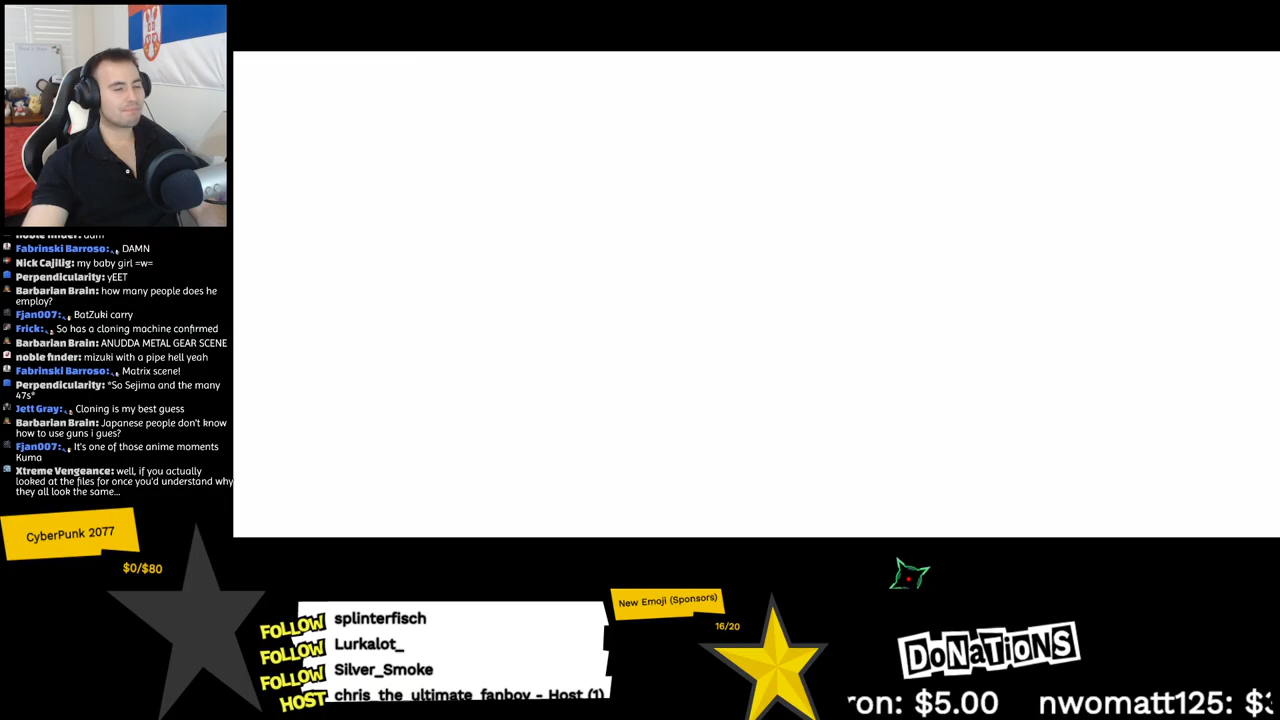 Fabrinski Barroso: DAMN
Nick Cajilig: my baby girl =w=
Perpendicularity: yEET
Barbarian Brain: how many people does he
employ?
Fjan007: BatZuki carry
Frick: So has a cloning machine confirmed
Barbarian Brain: ANUDDA METAL GEAR SCENE
noble finder: mizuki with a pipe hell yeah
Fabrinski Barroso: Matrix scene!
Perpendicularity: *So Sejima and the many
47s*
Jett Gray: Cloning is my best guess
Barbarian Brain: Japanese people don't know
how to use guns i gues?
Fjan007: It's one of those anime moments
Kuma
Xtreme Vengeance: well, if you actually
looked at the files for once you'd understand why
they all look the same...
CyberPunk 2077
$0/$80
FOLLOW splinterfisch
FOLLOW Lurkalot_
FOLLOW Silver_Smoke
HOST chris_the_ultimate_fanboy - Host (1)
New Emoji (Sponsors)
16/20
DoNaTioNS
ron: $5.00 nwomatt125: